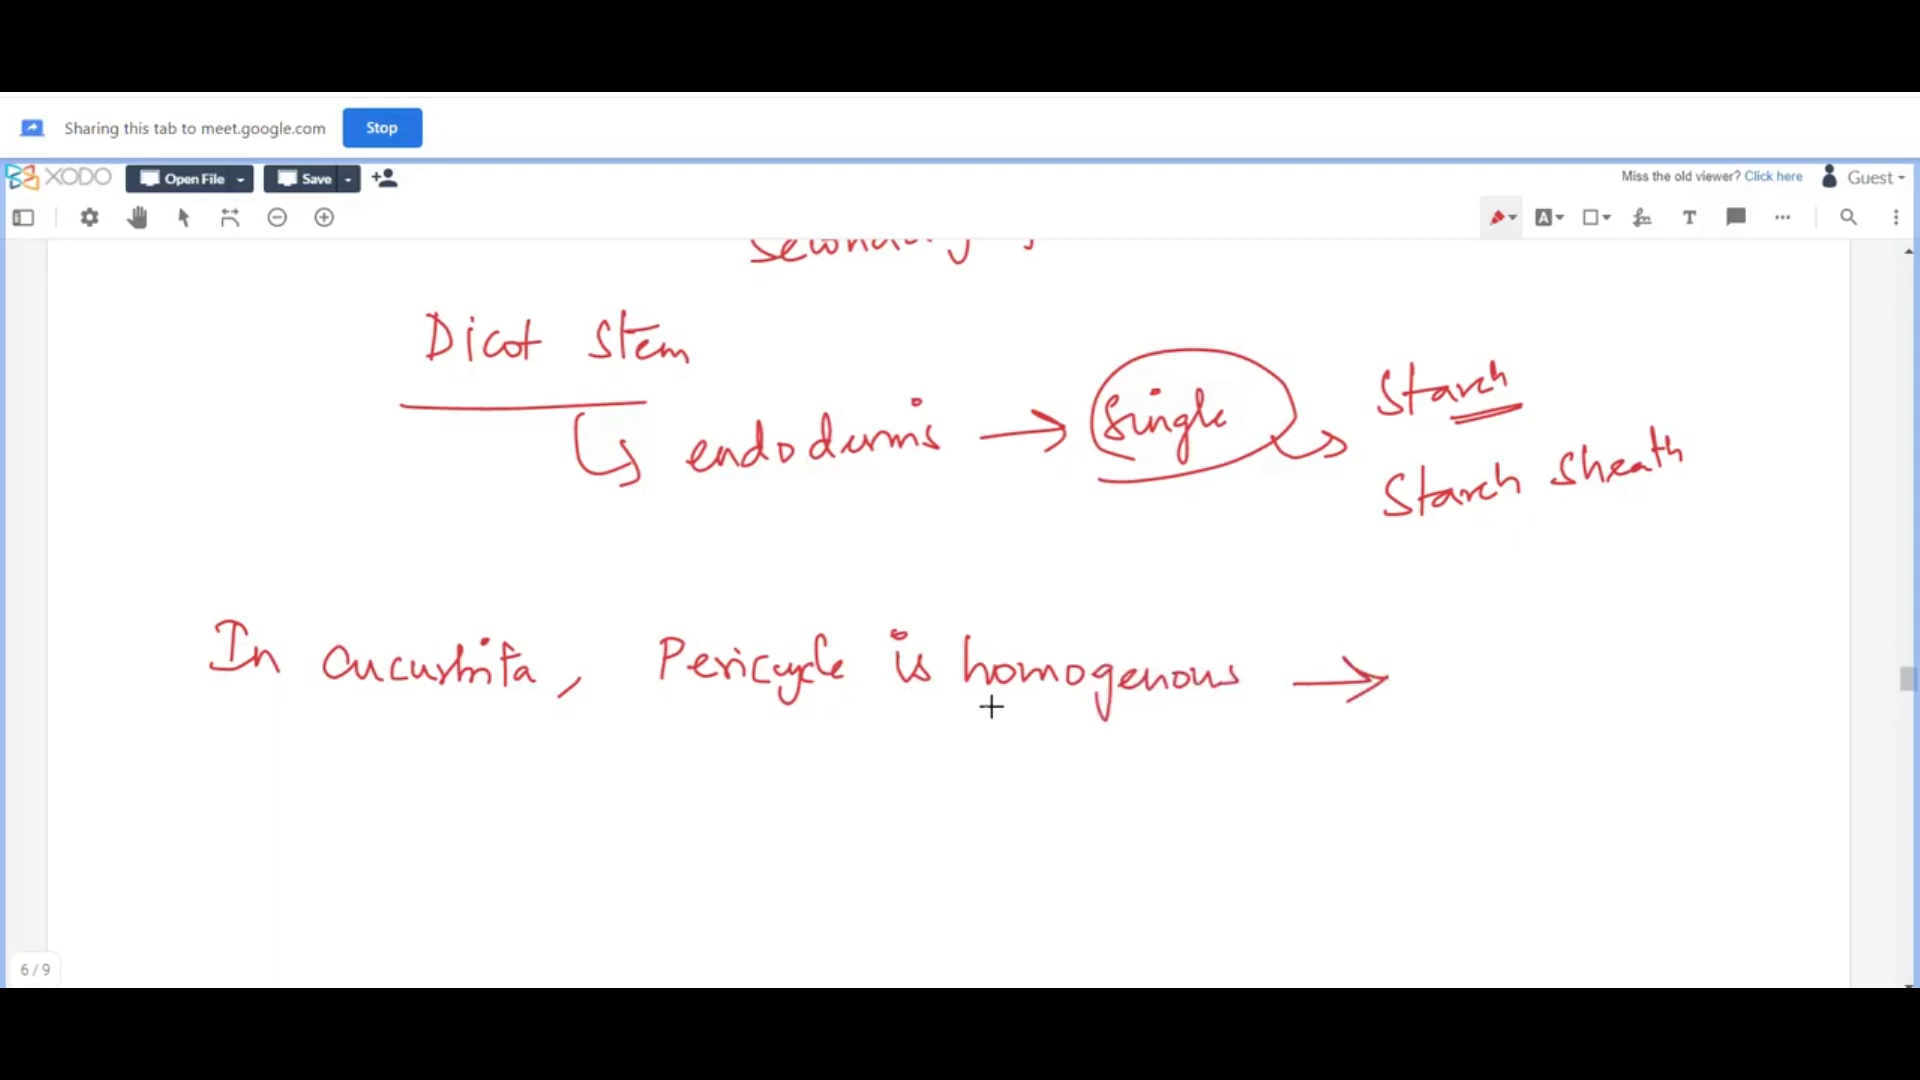 Sharing this tab to meet.google.com Stop
XODO Open File Save Miss the old viewer? Click here Guest
A T
Dicot Stem
endodermis → Single
Starch
Starch Sheath
In cucurbita, Pericycle is homogenous →
6 / 9